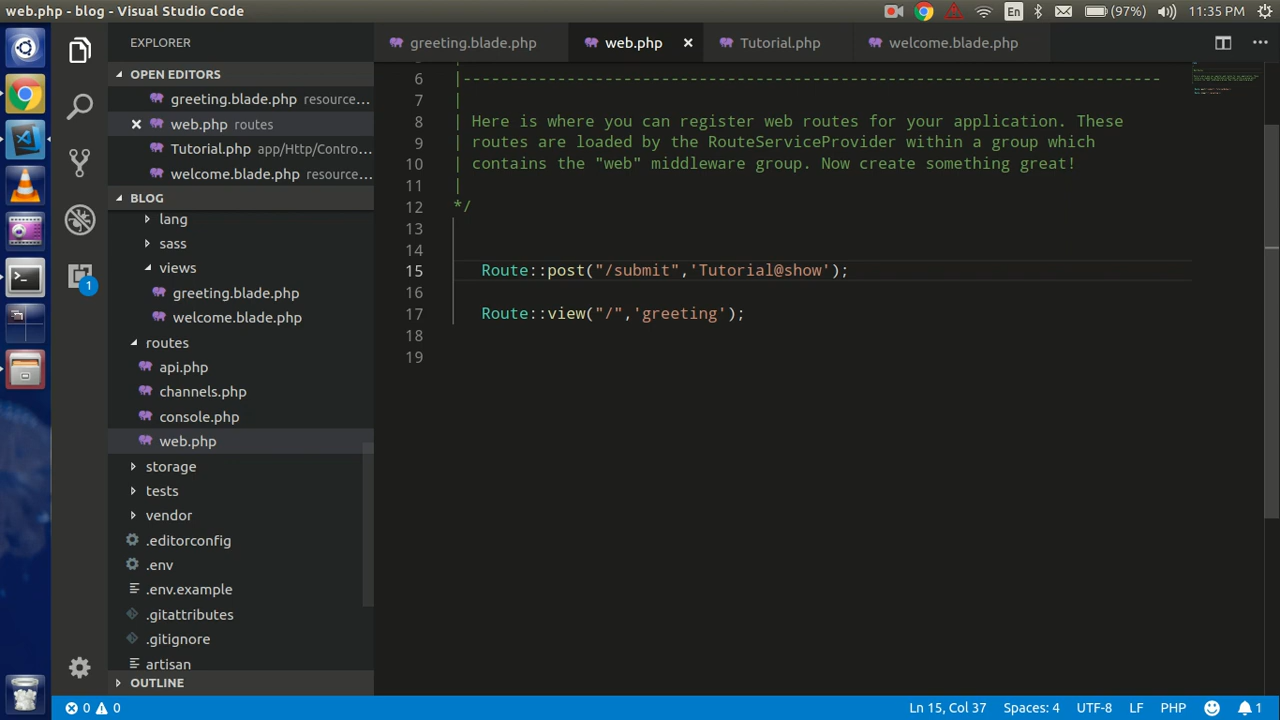 web.php - blog - Visual Studio Code
En
(97%)
11:35 PM
EXPLORER
greeting.blade.php
web.php
Tutorial.php
welcome.blade.php
OPEN EDITORS
greeting.blade.php resource...
web.php routes
Tutorial.php app/Http/Contro...
welcome.blade.php resource...
BLOG
lang
sass
views
greeting.blade.php
welcome.blade.php
routes
api.php
channels.php
console.php
web.php
storage
tests
vendor
.editorconfig
.env
.env.example
.gitattributes
.gitignore
artisan
OUTLINE
1
6 |--------------------------------------------------------------------------
7 |
8 | Here is where you can register web routes for your application. These
9 | routes are loaded by the RouteServiceProvider within a group which
10 | contains the "web" middleware group. Now create something great!
11 |
12 */
13
14
15 Route::post("/submit",'Tutorial@show');
16
17 Route::view("/",'greeting');
18
19
0 0
Ln 15, Col 37
Spaces: 4
UTF-8
LF
PHP
1